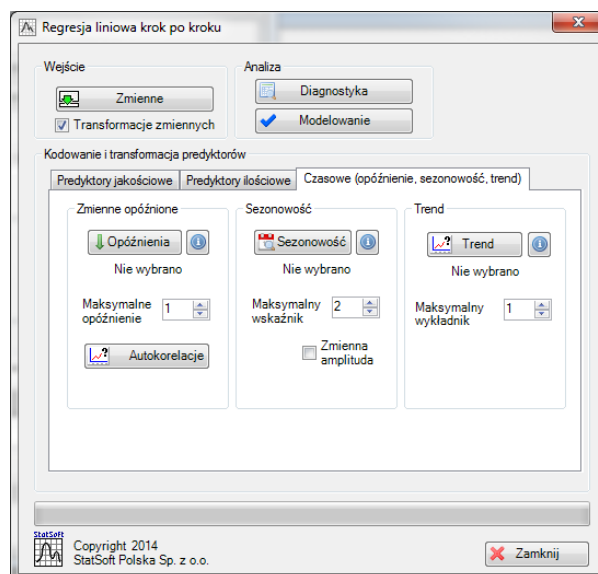 Regresja liniowa krok po kroku
Wejście
Zmienne
Transformacje zmiennych
Analiza
Diagnostyka
Modelowanie
Kodowanie i transformacja predyktorów
Predyktory jakościowe
Predyktory ilościowe
Czasowe (opóźnienie, sezonowość, trend)
Zmienne opóźnione
Opóźnienia
Nie wybrano
Maksymalne
opóźnienie
1
Autokorelacje
Sezonowość
Sezonowość
Nie wybrano
Maksymalny
wskaźnik
2
Zmienna
amplituda
Trend
Trend
Nie wybrano
Maksymalny
wykładnik
1
StatSoft
Copyright 2014
StatSoft Polska Sp. z o.o.
Zamknij